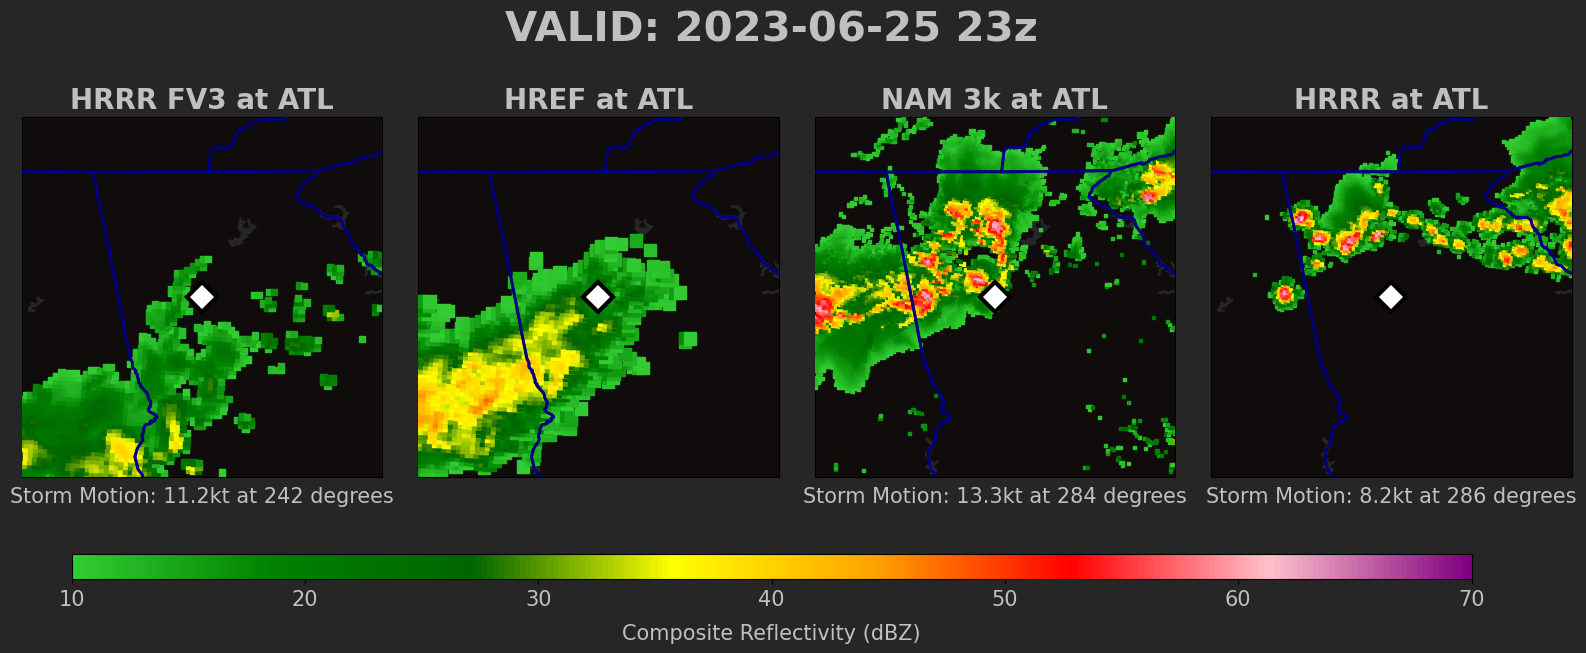 VALID: 2023-06-25 23z
HRRR FV3 at ATL
HREF at ATL
NAM 3k at ATL
HRRR at ATL
Storm Motion: 11.2kt at 242 degrees
Storm Motion: 13.3kt at 284 degrees
Storm Motion: 8.2kt at 286 degrees
10 20 30 40 50 60 70
Composite Reflectivity (dBZ)